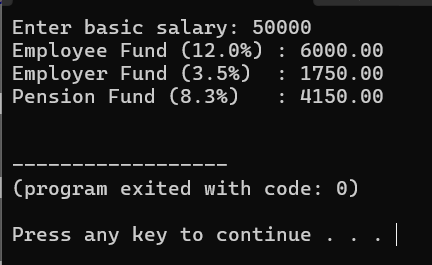 Enter basic salary: 50000
Employee Fund (12.0%) : 6000.00
Employer Fund (3.5%)  : 1750.00
Pension Fund (8.3%)   : 4150.00
------------------
(program exited with code: 0)
Press any key to continue . . .